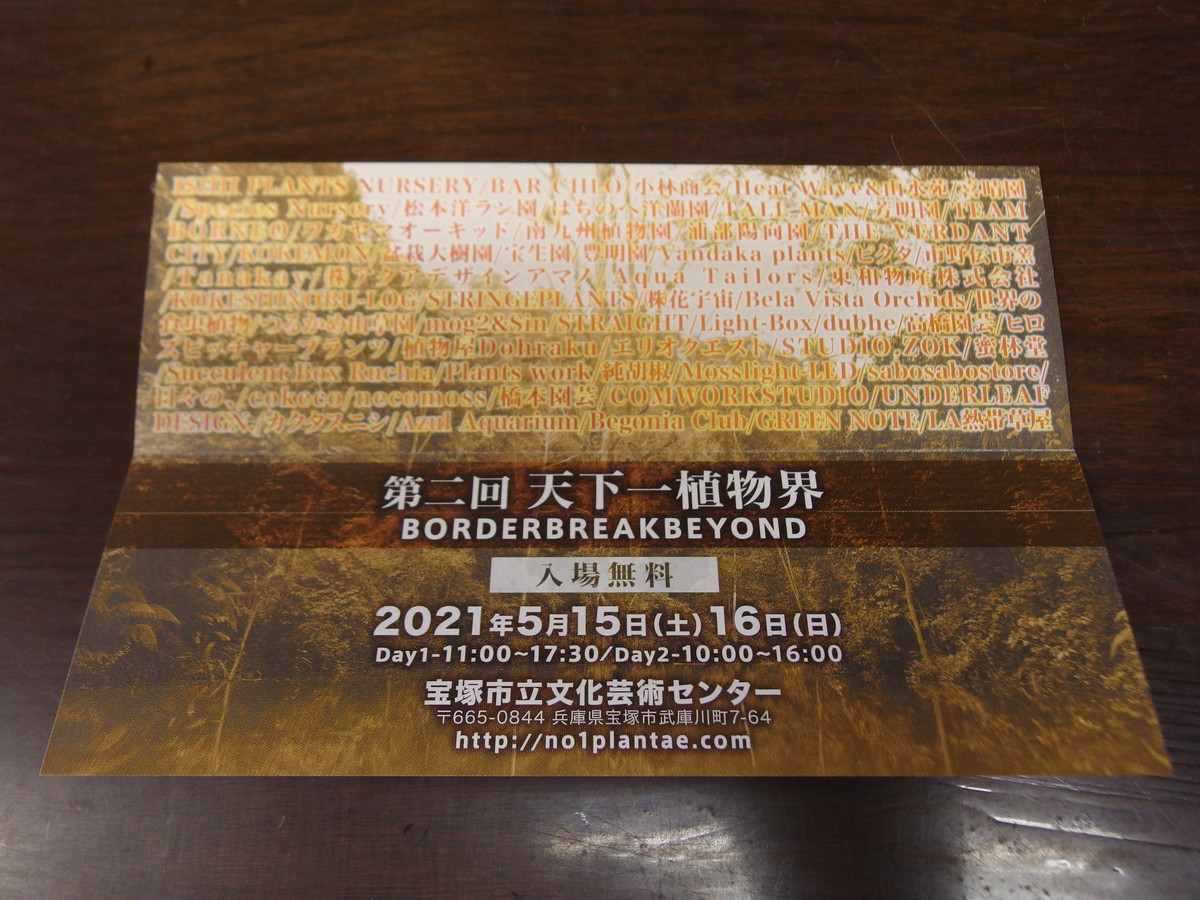 ISHII PLANTS NURSERY/BAR CHLO 小林商会/Heat Wave&山水苑/
/Species Nursery/松本洋ラン園/はちのへ洋蘭園/TALL MAN/芳明園/TEAM
BORNEO/ワカヤマオーキッド/南九州植物園/浦部陽向園/THE VERDANT
CITY/KOKEDON/盆栽大樹園/宝生園/豊明園/Vandaka plants/ピクタ/市野伝市窯
/Tanakay/㈱アクアデザインアマノ/Aqua Tailors/東和物産株式会社
/KOKESHINOBU-LOG/STRINGEPLANTS/㈱花宇宙/Bela Vista Orchids/世界の
食虫植物/つるかめ山草園/mog2&Sin/STRAIGHT/Light-Box/dubhe/高橋園芸/ヒロ
ズピッチャープランツ/植物屋Dohraku/エリオクエスト/STUDIO.ZOK/蜜林堂
/Succulent Box Ruchia/Plants work/純胡椒/Mosslight-LED/sabosabostore/
日々の、/coker/necomoss/橋本園芸/COMWORKSTUDIO/UNDERLEAF
DESIGN./カクタスニシ/Azul Aquarium/Begonia Club/GREEN NOTE/LA熱帯草屋
第二回 天下一植物界
BORDERBREAKBEYOND
入場無料
2021年5月15日(土)16日(日)
Day1-11:00~17:30/Day2-10:00~16:00
宝塚市立文化芸術センター
〒665-0844 兵庫県宝塚市武庫川町7-64
http://no1plantae.com